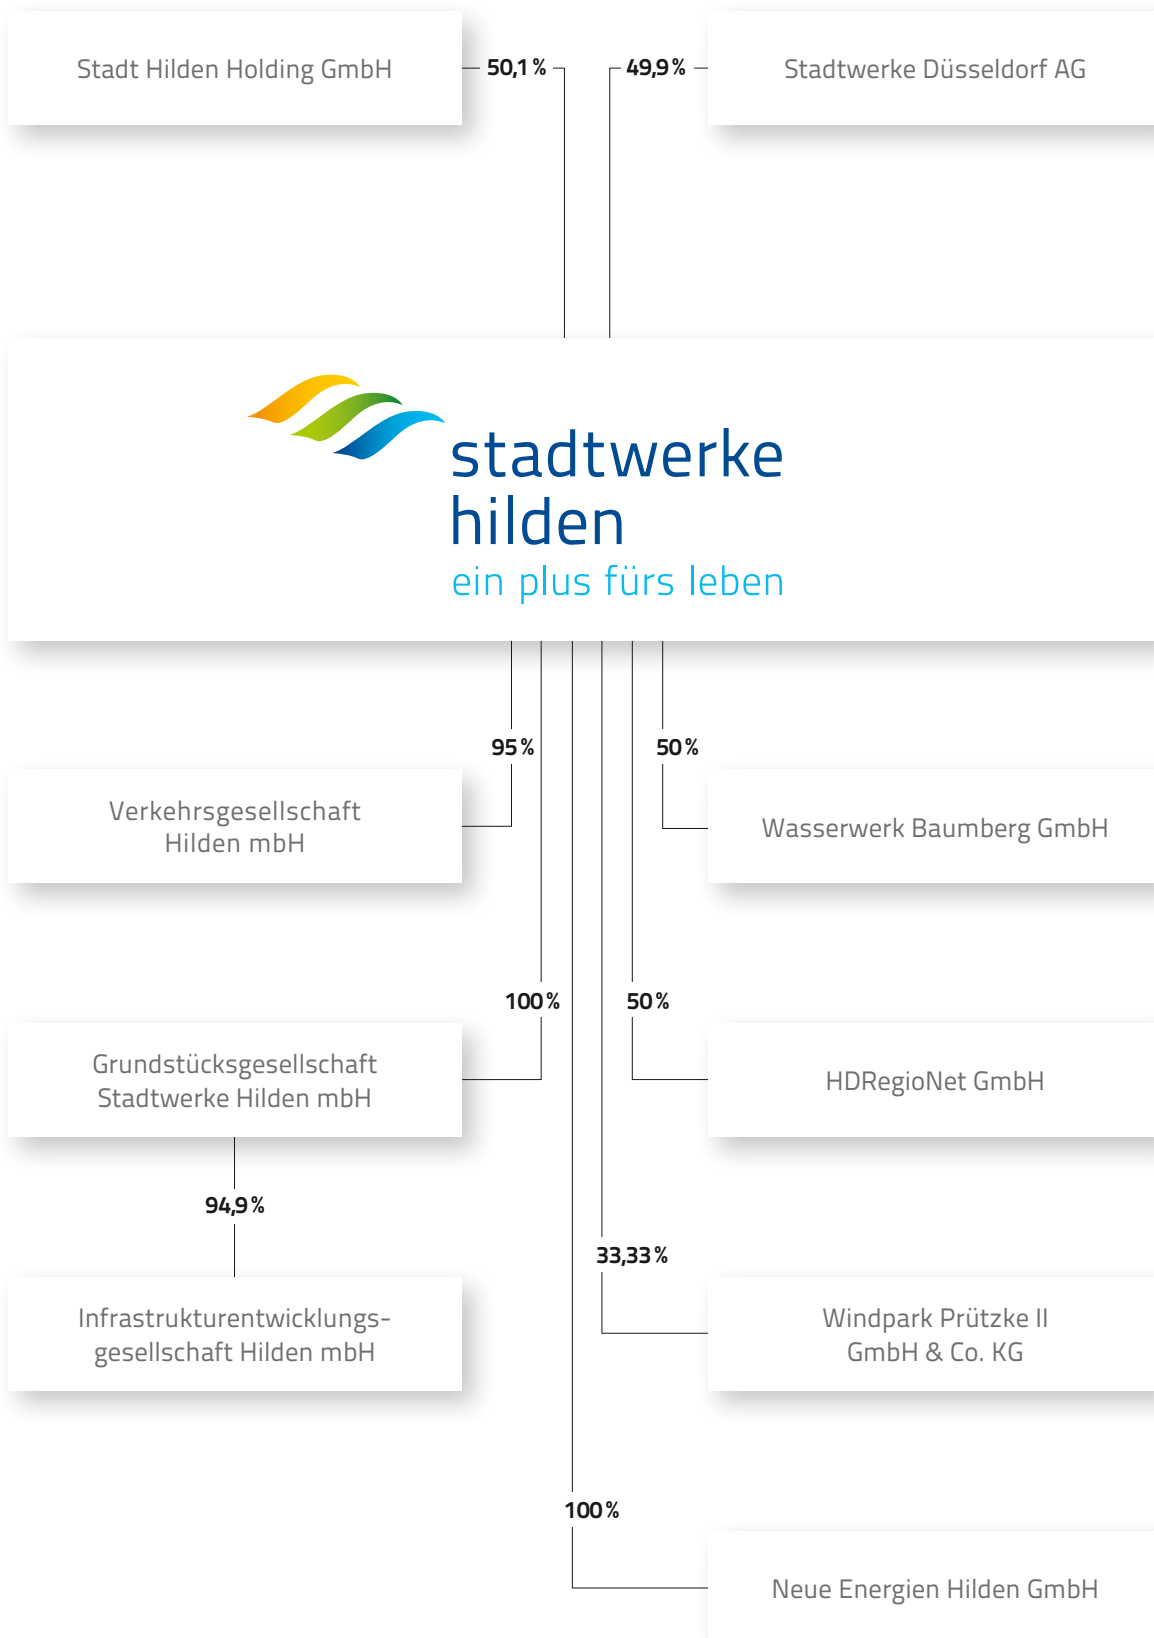 Stadt Hilden Holding GmbH
50,1 %
49,9 %
Stadtwerke Düsseldorf AG
stadtwerke
hilden
ein plus fürs leben
95 %
50 %
Verkehrsgesellschaft
Hilden mbH
Wasserwerk Baumberg GmbH
100 %
50 %
Grundstücksgesellschaft
Stadtwerke Hilden mbH
HDRegioNet GmbH
94,9 %
33,33 %
Infrastrukturentwicklungs-
gesellschaft Hilden mbH
Windpark Prützke II
GmbH & Co. KG
100 %
Neue Energien Hilden GmbH